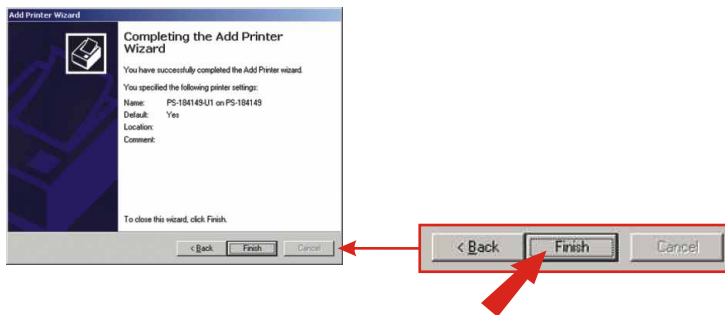 Add Printer Wizard
Completing the Add Printer
Wizard
You have successfully completed the Add Printer wizard.
You specified the following printer settings:
Name: PS-184149-U1 on PS-184149
Default: Yes
Location:
Comment:
To close this wizard, click Finish.
< Back Finish Cancel
< Back Finish Cancel